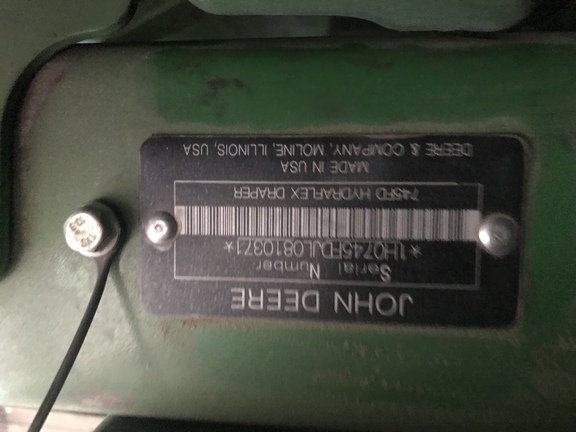 JOHN DEERE
Serial Number
*1H0745FDJL0810371*
745FD HYDRAFLEX DRAPER
MADE IN USA
DEERE & COMPANY, MOLINE, ILLINOIS, USA